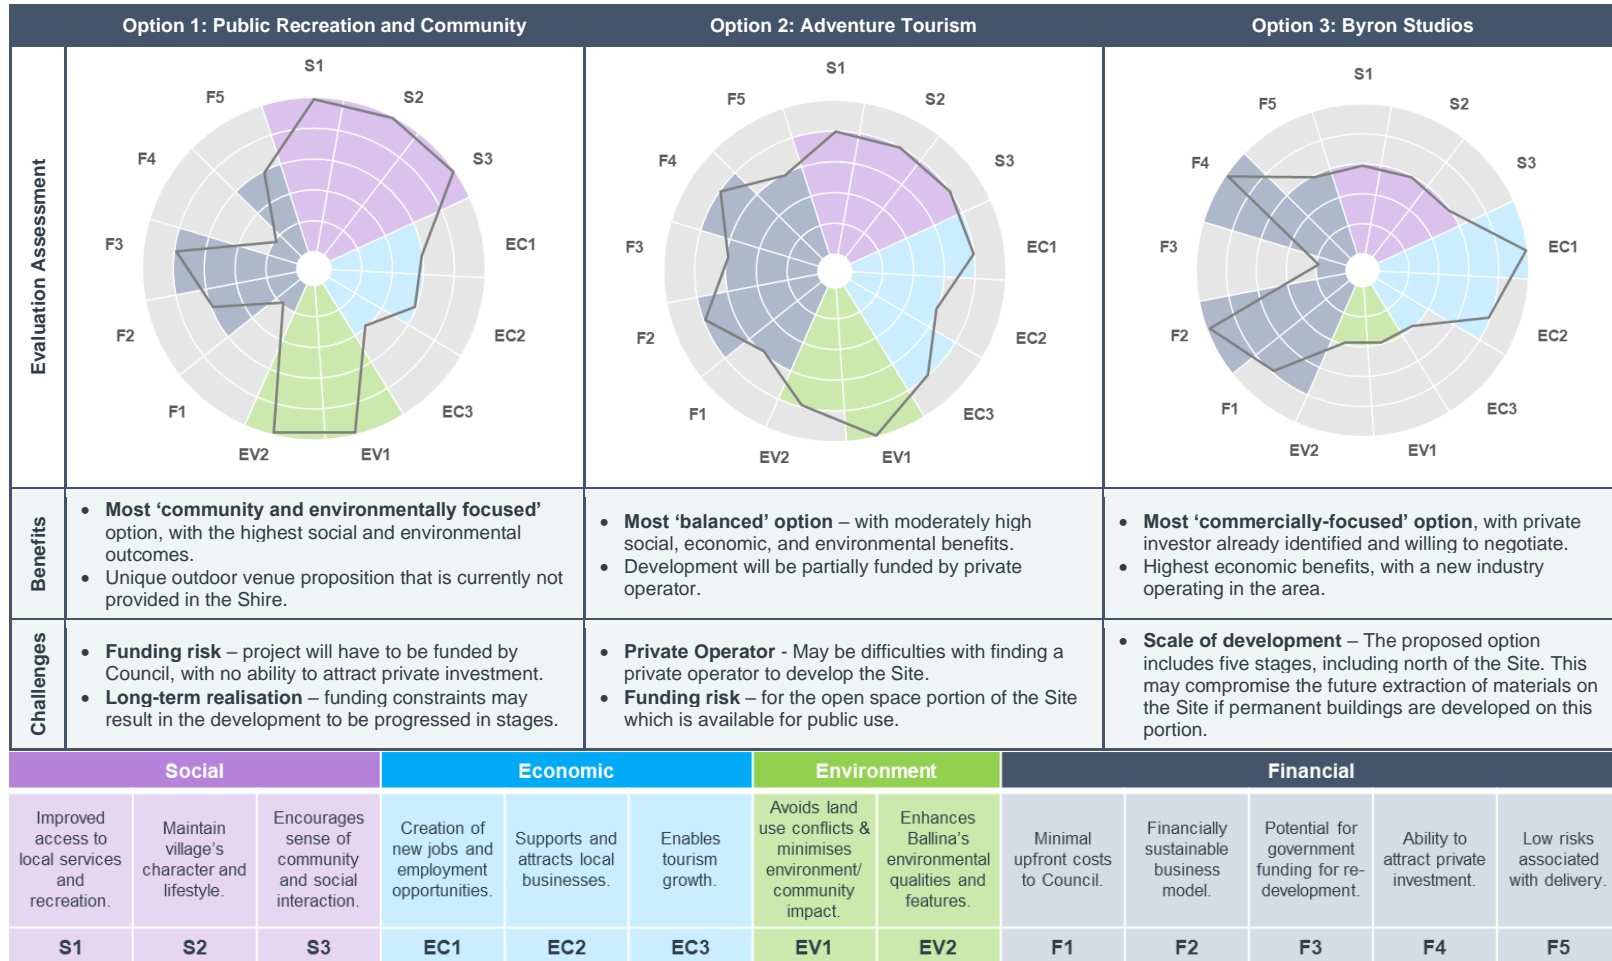 Option 1: Public Recreation and Community
Option 2: Adventure Tourism
Option 3: Byron Studios
Evaluation Assessment
S1
S2
S3
EC1
EC2
EC3
EV1
EV2
F1
F2
F3
F4
F5
S1
S2
S3
EC1
EC2
EC3
EV1
EV2
F1
F2
F3
F4
F5
S1
S2
S3
EC1
EC2
EC3
EV1
EV2
F1
F2
F3
F4
F5
Benefits
• Most ‘community and environmentally focused’
option, with the highest social and environmental
outcomes.
• Unique outdoor venue proposition that is currently not
provided in the Shire.
• Most ‘balanced’ option – with moderately high
social, economic, and environmental benefits.
• Development will be partially funded by private
operator.
• Most ‘commercially-focused’ option, with private
investor already identified and willing to negotiate.
• Highest economic benefits, with a new industry
operating in the area.
Challenges
• Funding risk – project will have to be funded by
Council, with no ability to attract private investment.
• Long-term realisation – funding constraints may
result in the development to be progressed in stages.
• Private Operator - May be difficulties with finding a
private operator to develop the Site.
• Funding risk – for the open space portion of the Site
which is available for public use.
• Scale of development – The proposed option
includes five stages, including north of the Site. This
may compromise the future extraction of materials on
the Site if permanent buildings are developed on this
portion.
Social
Economic
Environment
Financial
Improved
access to
local services
and
recreation.
Maintain
village’s
character and
lifestyle.
Encourages
sense of
community
and social
interaction.
Creation of
new jobs and
employment
opportunities.
Supports and
attracts local
businesses.
Enables
tourism
growth.
Avoids land
use conflicts &
minimises
environment/
community
impact.
Enhances
Ballina’s
environmental
qualities and
features.
Minimal
upfront costs
to Council.
Financially
sustainable
business
model.
Potential for
government
funding for re-
development.
Ability to
attract private
investment.
Low risks
associated
with delivery.
S1
S2
S3
EC1
EC2
EC3
EV1
EV2
F1
F2
F3
F4
F5